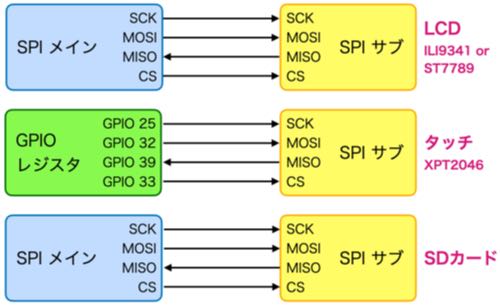 SCK
MOSI
SPI メイン
MISO
CS
SCK
MOSI
SPI サブ
MISO
CS
LCD
ILI9341 or
ST7789
GPIO 25
GPIO
GPIO 32
レジスタ
GPIO 39
GPIO 33
SCK
MOSI
SPI サブ
MISO
CS
タッチ
XPT2046
SCK
MOSI
SPI メイン
MISO
CS
SCK
MOSI
SPI サブ
MISO
CS
SDカード